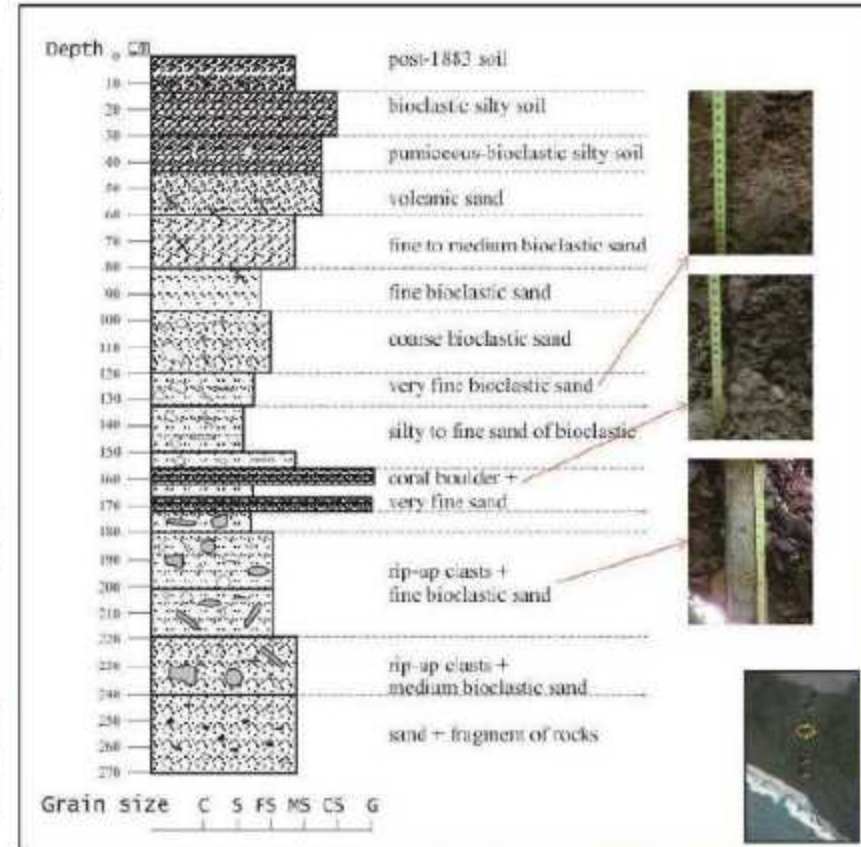 Depth cm
0
post-1883 soil
10
20
bioclastic silty soil
30
40
pumiceous-bioclastic silty soil
50
volcanic sand
60
70
fine to medium bioclastic sand
80
90
fine bioclastic sand
100
110
coarse bioclastic sand
120
130
very fine bioclastic sand
140
silty to fine sand of bioclastic
150
160
coral boulder +
170
very fine sand
180
190
rip-up clasts +
200
fine bioclastic sand
210
220
230
rip-up clasts +
240
medium bioclastic sand
250
sand + fragment of rocks
260
270
Grain size C S FS MS CS G